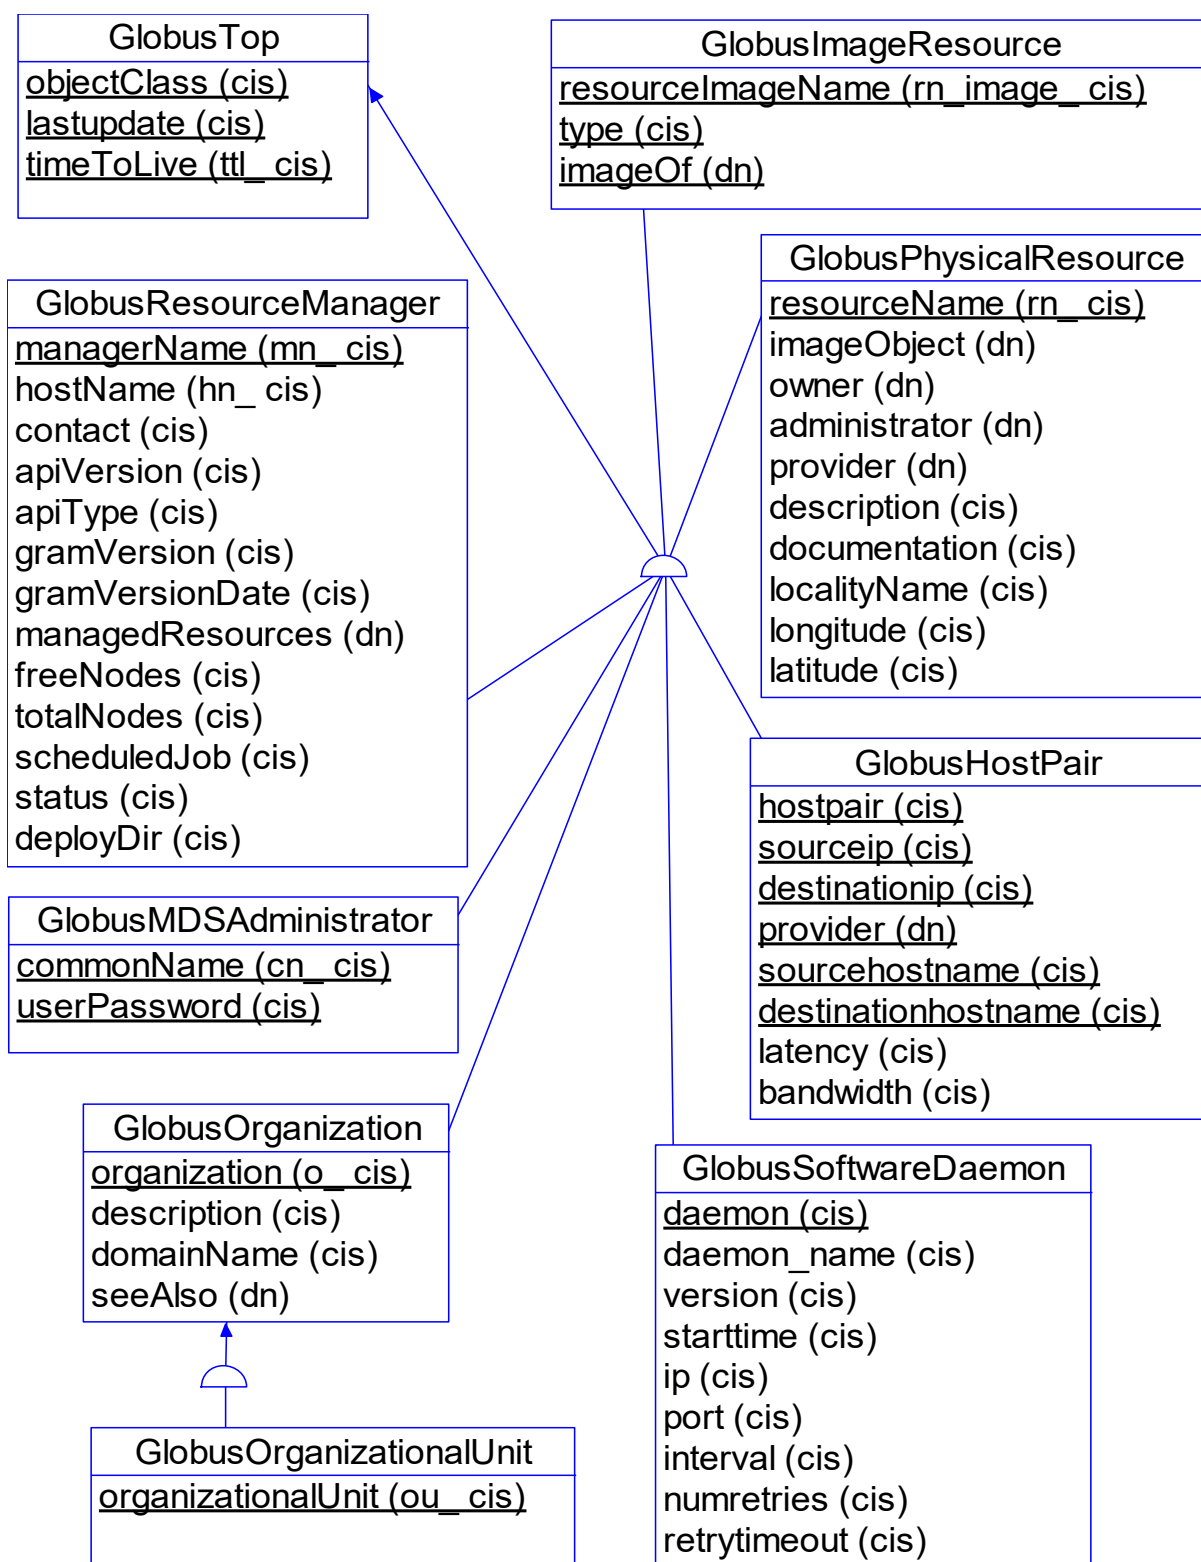 GlobusTop
objectClass (cis)
lastupdate (cis)
timeToLive (ttl_ cis)
GlobusImageResource
resourceImageName (rn_image_ cis)
type (cis)
imageOf (dn)
GlobusPhysicalResource
resourceName (rn_ cis)
imageObject (dn)
owner (dn)
administrator (dn)
provider (dn)
description (cis)
documentation (cis)
localityName (cis)
longitude (cis)
latitude (cis)
GlobusResourceManager
managerName (mn_ cis)
hostName (hn_ cis)
contact (cis)
apiVersion (cis)
apiType (cis)
gramVersion (cis)
gramVersionDate (cis)
managedResources (dn)
freeNodes (cis)
totalNodes (cis)
scheduledJob (cis)
status (cis)
deployDir (cis)
GlobusHostPair
hostpair (cis)
sourceip (cis)
destinationip (cis)
provider (dn)
sourcehostname (cis)
destinationhostname (cis)
latency (cis)
bandwidth (cis)
GlobusMDSAdministrator
commonName (cn_ cis)
userPassword (cis)
GlobusOrganization
organization (o_ cis)
description (cis)
domainName (cis)
seeAlso (dn)
GlobusSoftwareDaemon
daemon (cis)
daemon_name (cis)
version (cis)
starttime (cis)
ip (cis)
port (cis)
interval (cis)
numretries (cis)
retrytimeout (cis)
GlobusOrganizationalUnit
organizationalUnit (ou_ cis)